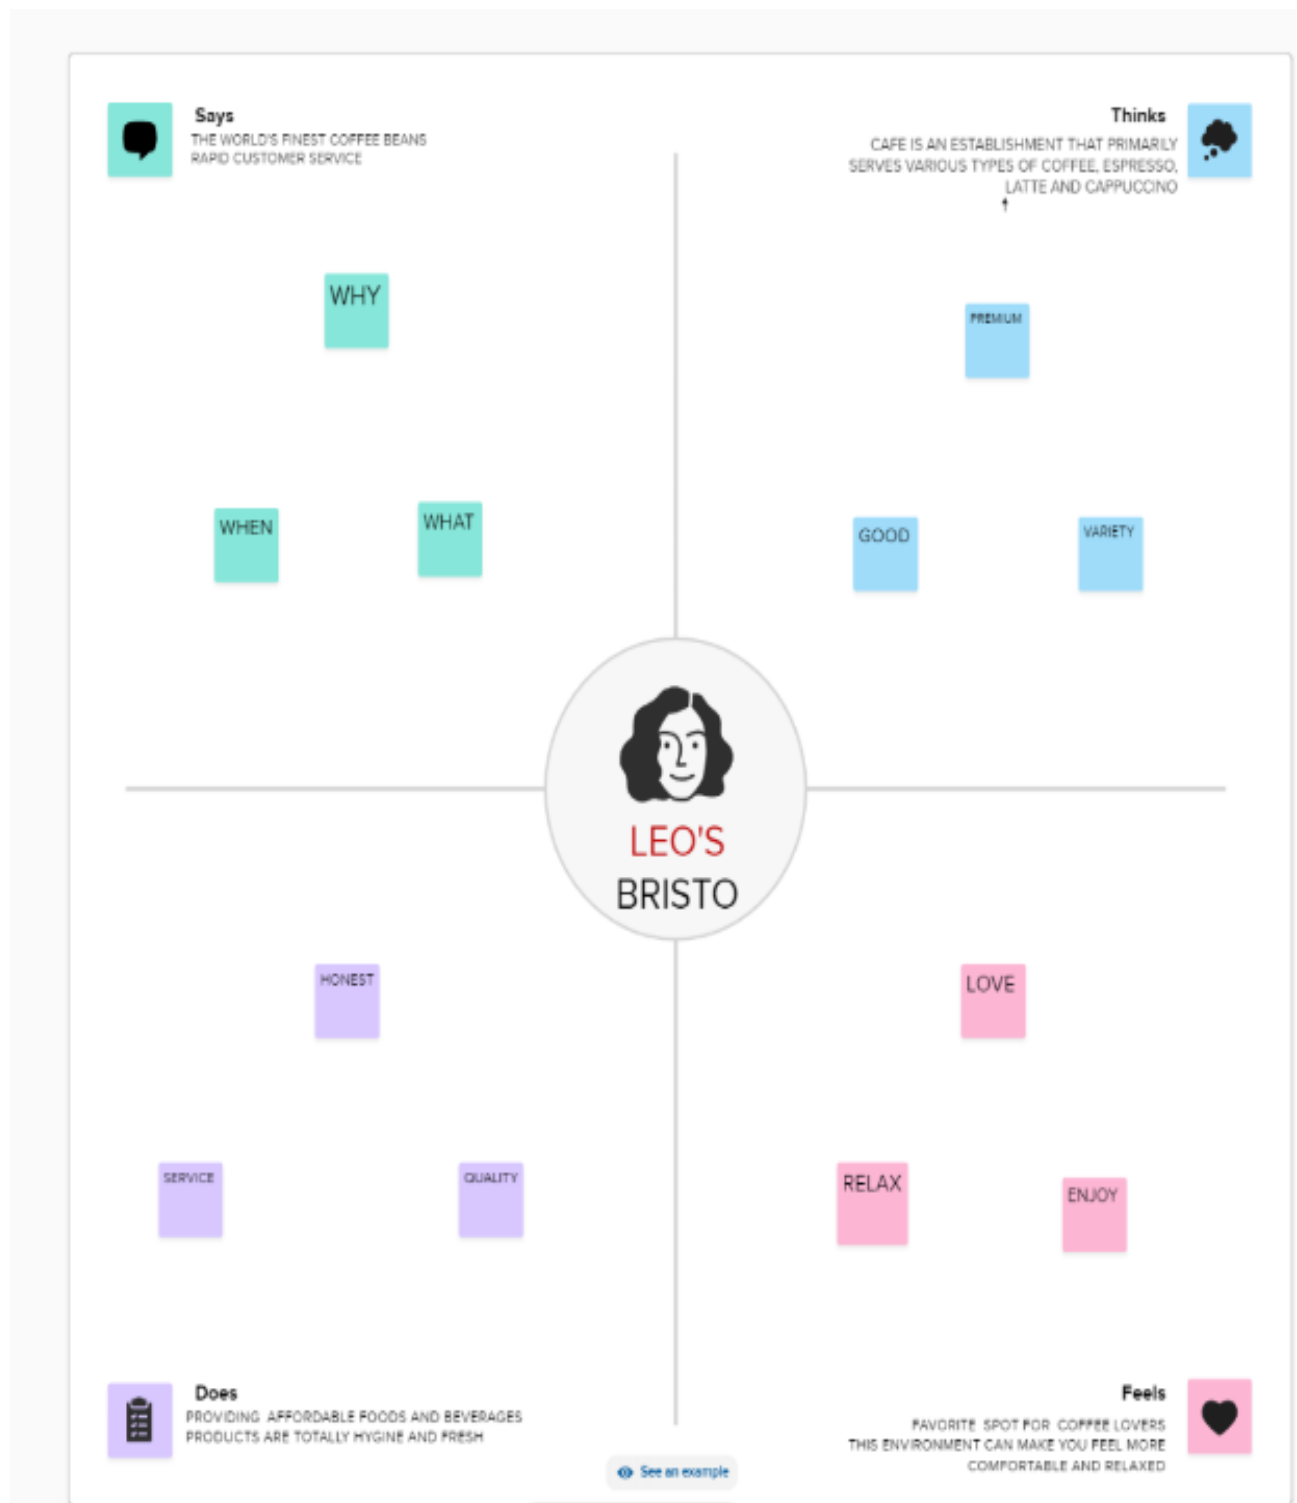 Says
THE WORLD'S FINEST COFFEE BEANS
RAPID CUSTOMER SERVICE
Thinks
CAFE IS AN ESTABLISHMENT THAT PRIMARILY
SERVES VARIOUS TYPES OF COFFEE, ESPRESSO,
LATTE AND CAPPUCCINO
WHY
WHEN
WHAT
PREMIUM
GOOD
VARIETY
LEO'S
BRISTO
HONEST
SERVICE
QUALITY
LOVE
RELAX
ENJOY
Does
PROVIDING AFFORDABLE FOODS AND BEVERAGES
PRODUCTS ARE TOTALLY HYGINE AND FRESH
Feels
FAVORITE SPOT FOR COFFEE LOVERS
THIS ENVIRONMENT CAN MAKE YOU FEEL MORE
COMFORTABLE AND RELAXED
See an example